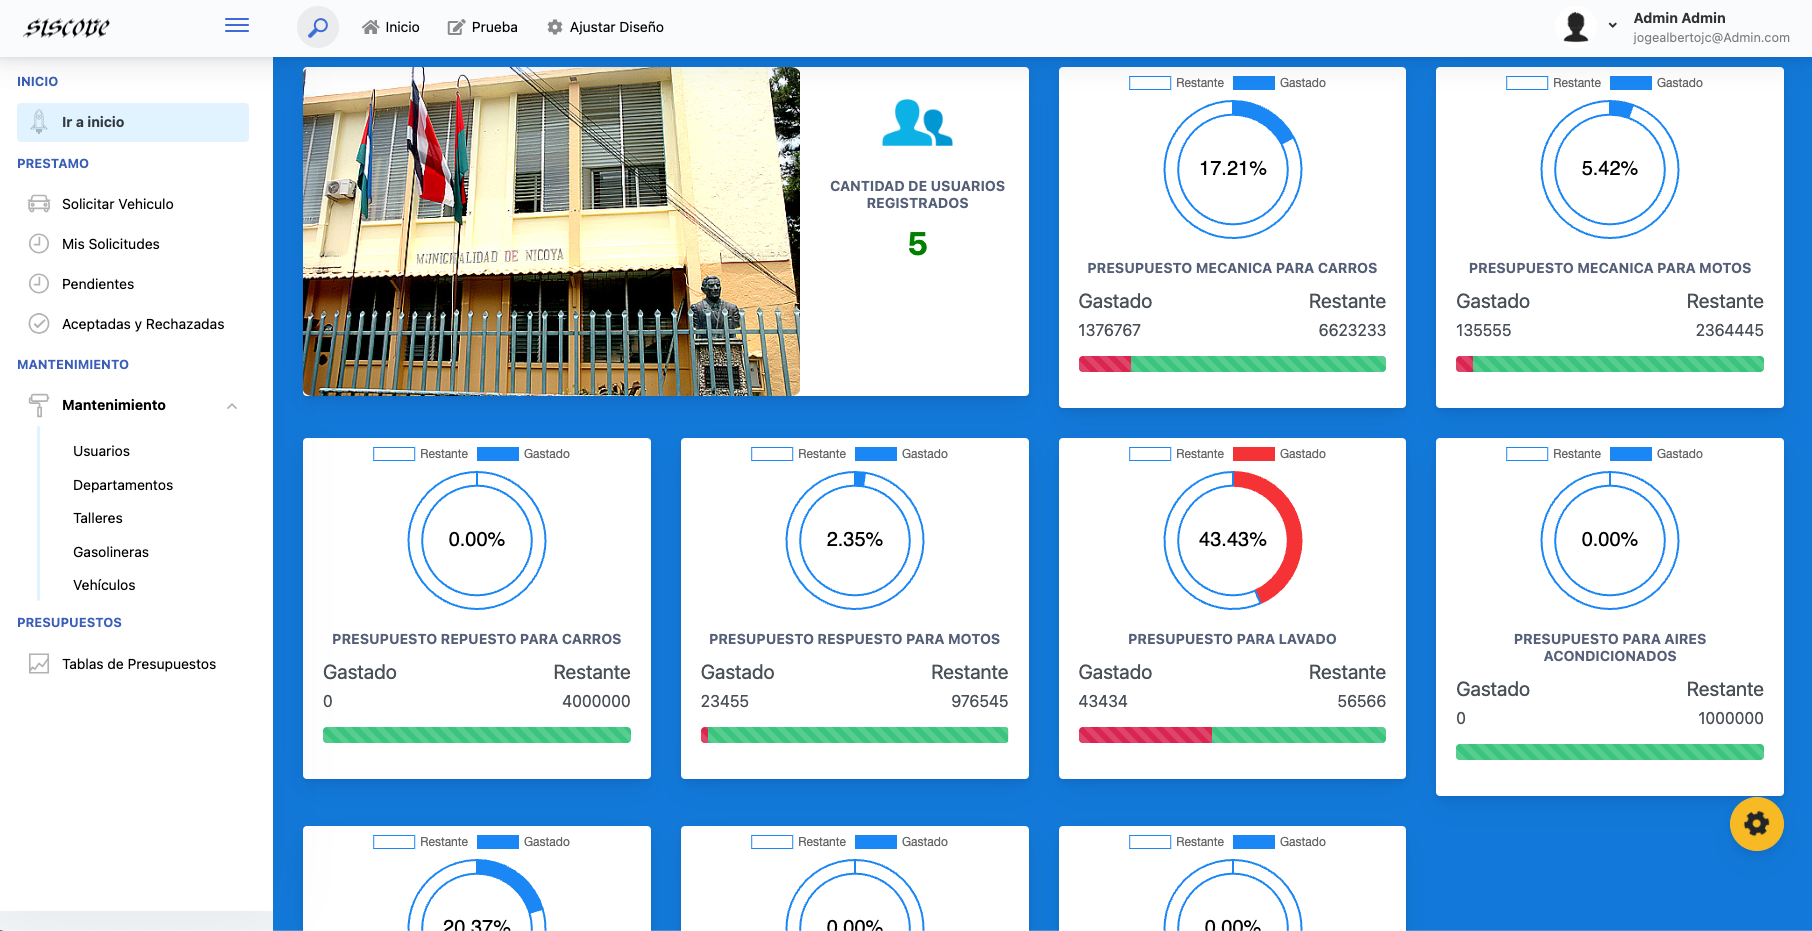 SISCOVE
Inicio
Prueba
Ajustar Diseño
Admin Admin
jogealbertojc@Admin.com
INICIO
Ir a inicio
PRESTAMO
Solicitar Vehiculo
Mis Solicitudes
Pendientes
Aceptadas y Rechazadas
MANTENIMIENTO
Mantenimiento
Usuarios
Departamentos
Talleres
Gasolineras
Vehículos
PRESUPUESTOS
Tablas de Presupuestos
MUNICIPALIDAD DE NICOYA
CANTIDAD DE USUARIOS
REGISTRADOS
5
Restante Gastado
17.21%
PRESUPUESTO MECANICA PARA CARROS
Gastado Restante
1376767 6623233
Restante Gastado
5.42%
PRESUPUESTO MECANICA PARA MOTOS
Gastado Restante
135555 2364445
Restante Gastado
0.00%
PRESUPUESTO REPUESTO PARA CARROS
Gastado Restante
0 4000000
Restante Gastado
2.35%
PRESUPUESTO RESPUESTO PARA MOTOS
Gastado Restante
23455 976545
Restante Gastado
43.43%
PRESUPUESTO PARA LAVADO
Gastado Restante
43434 56566
Restante Gastado
0.00%
PRESUPUESTO PARA AIRES
ACONDICIONADOS
Gastado Restante
0 1000000
Restante Gastado
20.37%
Restante Gastado
0.00%
Restante Gastado
0.00%